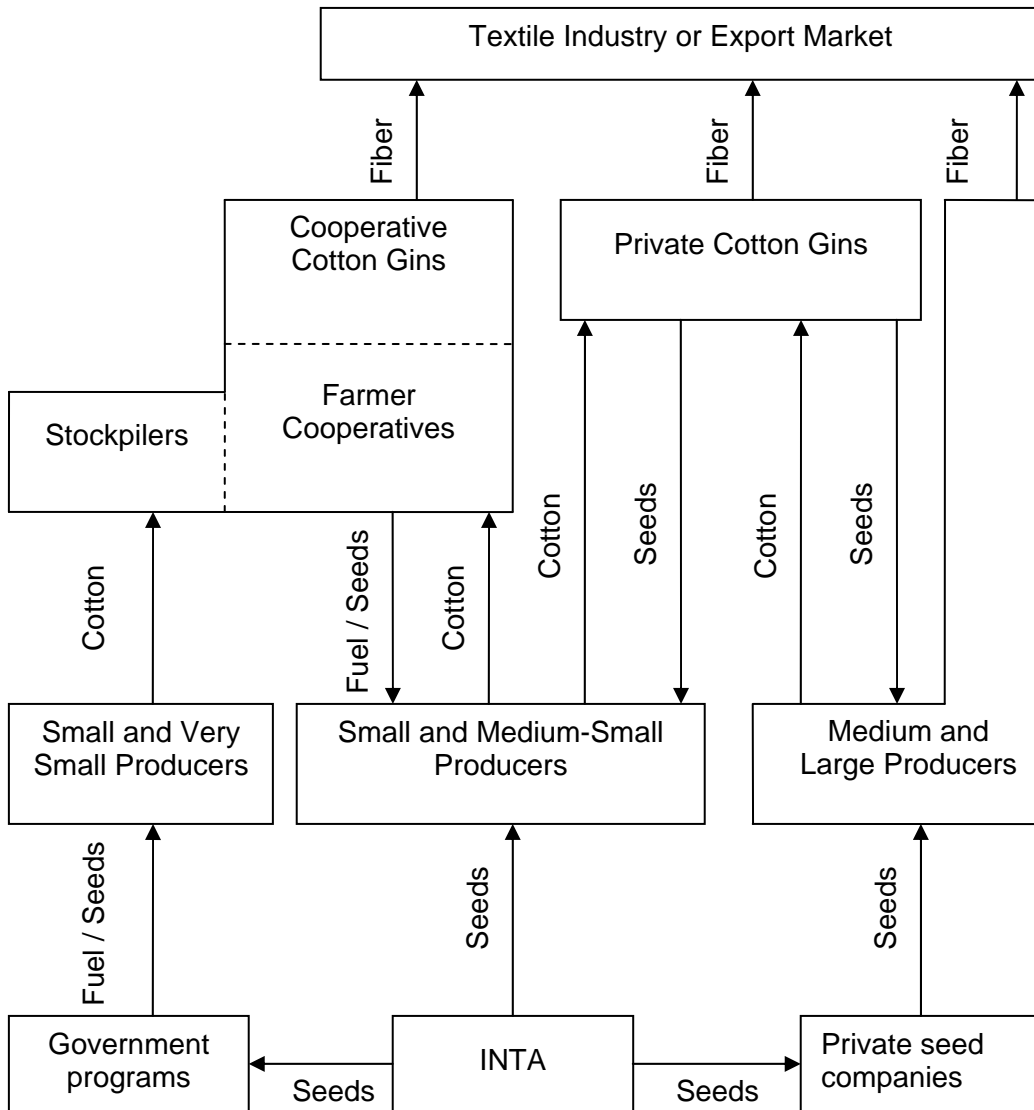 Textile Industry or Export Market
Fiber
Fiber
Fiber
Cooperative
Cotton Gins
Private Cotton Gins
Farmer
Cooperatives
Stockpilers
Cotton
Fuel / Seeds
Cotton
Cotton
Seeds
Cotton
Seeds
Small and Very
Small Producers
Small and Medium-Small
Producers
Medium and
Large Producers
Fuel / Seeds
Seeds
Seeds
Government
programs
Seeds
INTA
Seeds
Private seed
companies